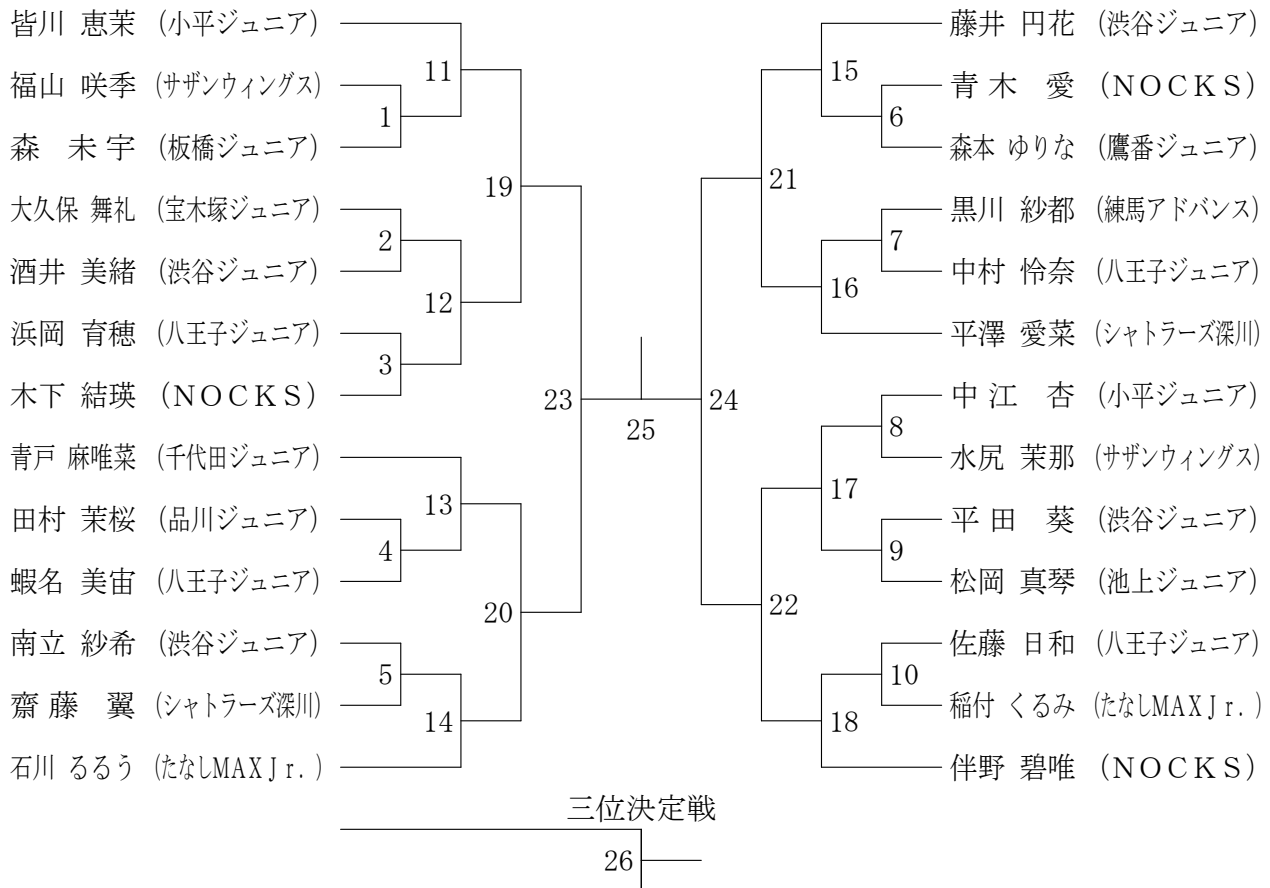 皆川 恵茉 (小平ジュニア)
福山 咲季 (サザンウィングス)
森 未宇 (板橋ジュニア)
大久保 舞礼 (宝木塚ジュニア)
酒井 美緒 (渋谷ジュニア)
浜岡 育穂 (八王子ジュニア)
木下 結瑛 (NOCKS)
青戸 麻唯菜 (千代田ジュニア)
田村 茉桜 (品川ジュニア)
蝦名 美宙 (八王子ジュニア)
南立 紗希 (渋谷ジュニア)
齋藤 翼 (シャトラーズ深川)
石川 るるう (たなしMAXJr.)
1
2
3
4
5
11
12
13
14
19
20
23
25
24
21
22
15
16
17
18
6
7
8
9
10
藤井 円花 (渋谷ジュニア)
青木 愛 (NOCKS)
森本 ゆりな (鷹番ジュニア)
黒川 紗都 (練馬アドバンス)
中村 怜奈 (八王子ジュニア)
平澤 愛菜 (シャトラーズ深川)
中江 杏 (小平ジュニア)
水尻 茉那 (サザンウィングス)
平田 葵 (渋谷ジュニア)
松岡 真琴 (池上ジュニア)
佐藤 日和 (八王子ジュニア)
稲付 くるみ (たなしMAXJr.)
伴野 碧唯 (NOCKS)
三位決定戦
26